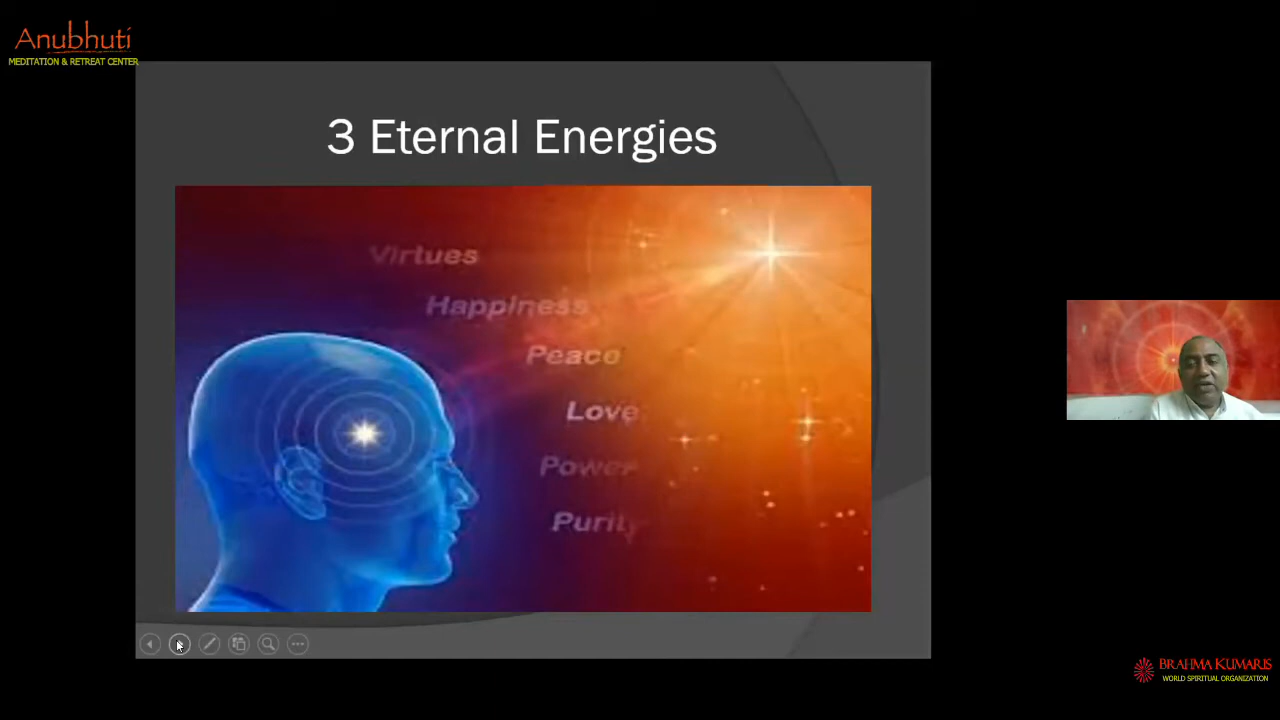 Anubhuti
MEDITATION & RETREAT CENTER
3 Eternal Energies
Virtues
Happiness
Peace
Love
Power
Purity
BRAHMA KUMARIS
WORLD SPIRITUAL ORGANIZATION